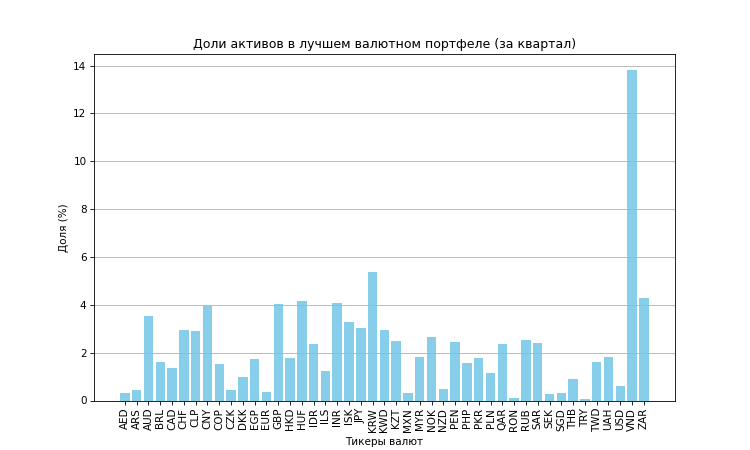 Доли активов в лучшем валютном портфеле (за квартал)
Доля (%)
14
12
10
8
6
4
2
0
AED ARS AUD BRL CAD CHF CLP CNY COP CZK DKK EGP EUR GBP HKD HUF IDR ILS INR ISK JPY KRW KWD KZT MXN MYR NOK NZD PEN PHP PKR PLN QAR RON RUB SAR SEK SGD THB TRY TWD UAH USD VND ZAR
Тикеры валют